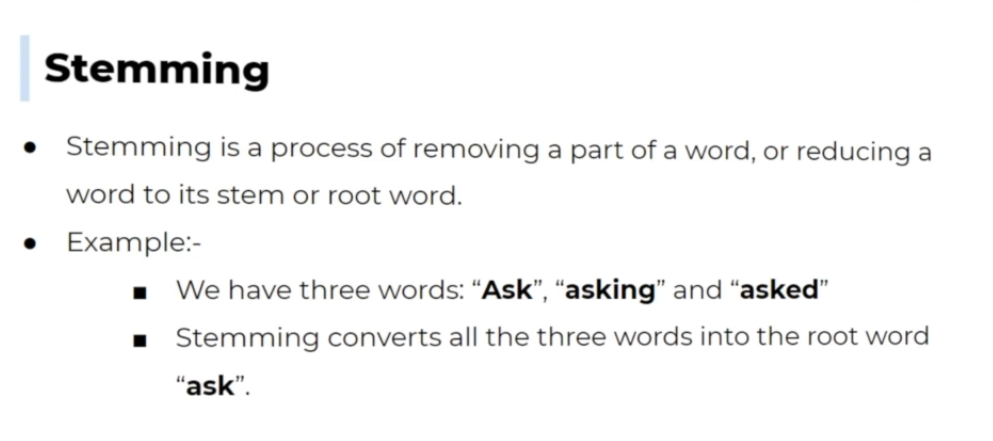 Stemming
● Stemming is a process of removing a part of a word, or reducing a
word to its stem or root word.
● Example:-
■ We have three words: “Ask”, “asking” and “asked”
■ Stemming converts all the three words into the root word
“ask”.